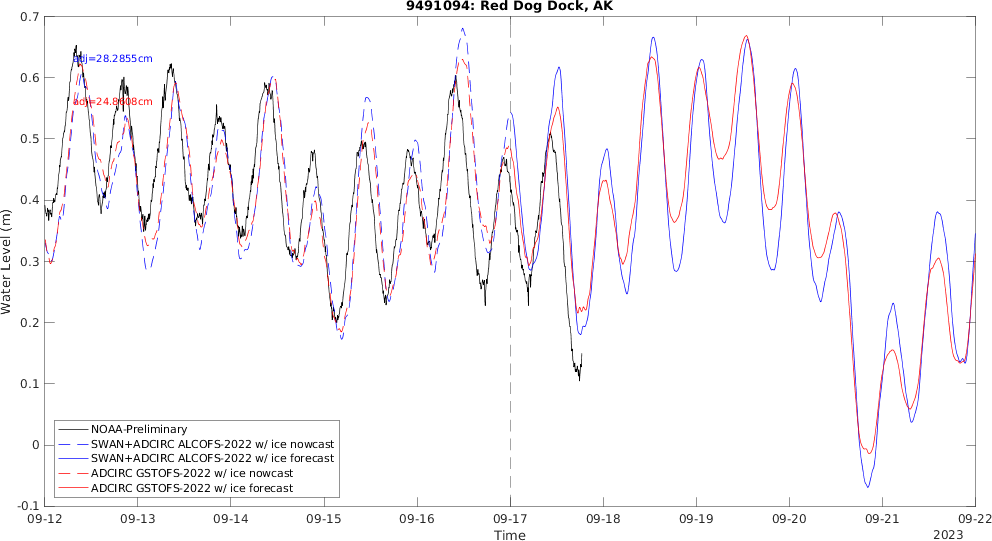 9491094: Red Dog Dock, AK
0.7
0.6
0.5
0.4
0.3
0.2
0.1
0
-0.1
Water Level (m)
adj=28.2855cm
adj=24.8608cm
NOAA-Preliminary
SWAN+ADCIRC ALCOFS-2022 w/ ice nowcast
SWAN+ADCIRC ALCOFS-2022 w/ ice forecast
ADCIRC GSTOFS-2022 w/ ice nowcast
ADCIRC GSTOFS-2022 w/ ice forecast
09-12 09-13 09-14 09-15 09-16 09-17 09-18 09-19 09-20 09-21 09-22
Time
2023